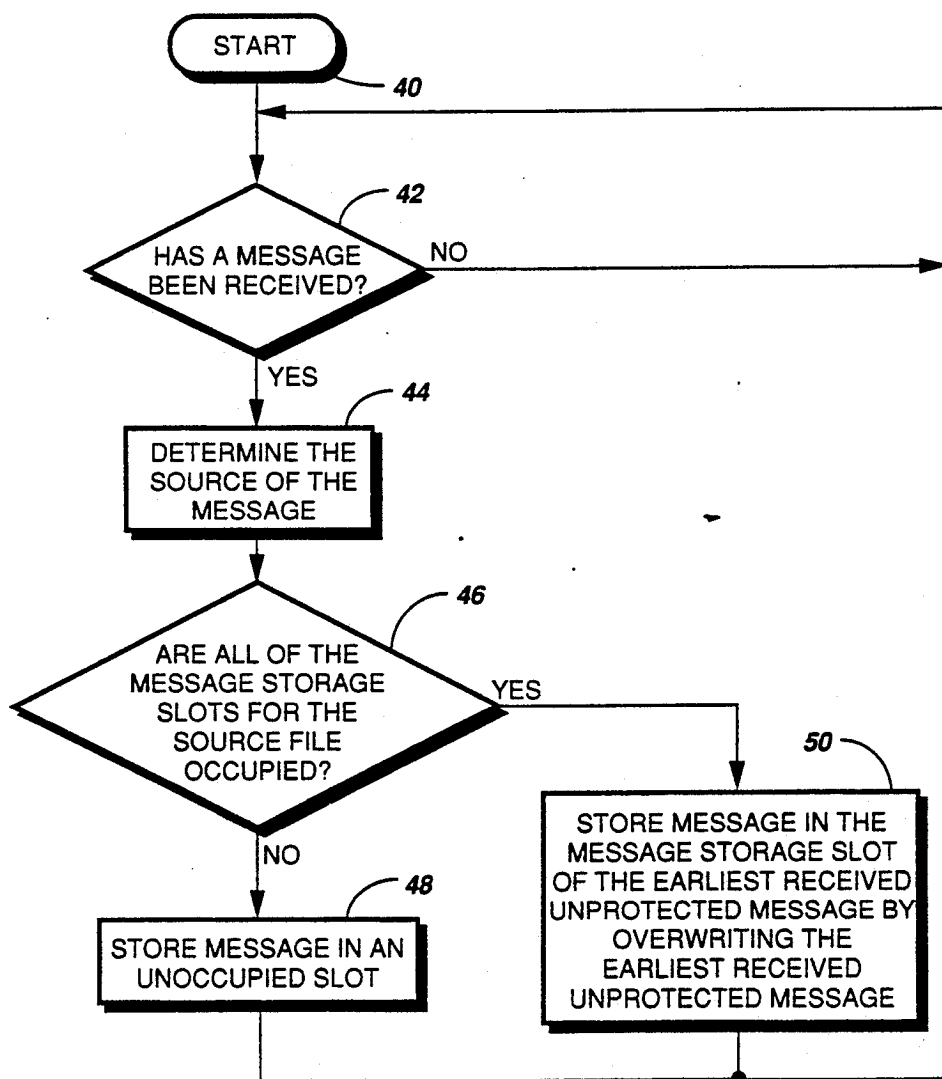 START
40
42
HAS A MESSAGE
BEEN RECEIVED?
NO
YES
44
DETERMINE THE
SOURCE OF THE
MESSAGE
46
ARE ALL OF THE
MESSAGE STORAGE
SLOTS FOR THE
SOURCE FILE
OCCUPIED?
YES
50
STORE MESSAGE IN THE
MESSAGE STORAGE SLOT
OF THE EARLIEST RECEIVED
UNPROTECTED MESSAGE BY
OVERWRITING THE
EARLIEST RECEIVED
UNPROTECTED MESSAGE
NO
48
STORE MESSAGE IN AN
UNOCCUPIED SLOT